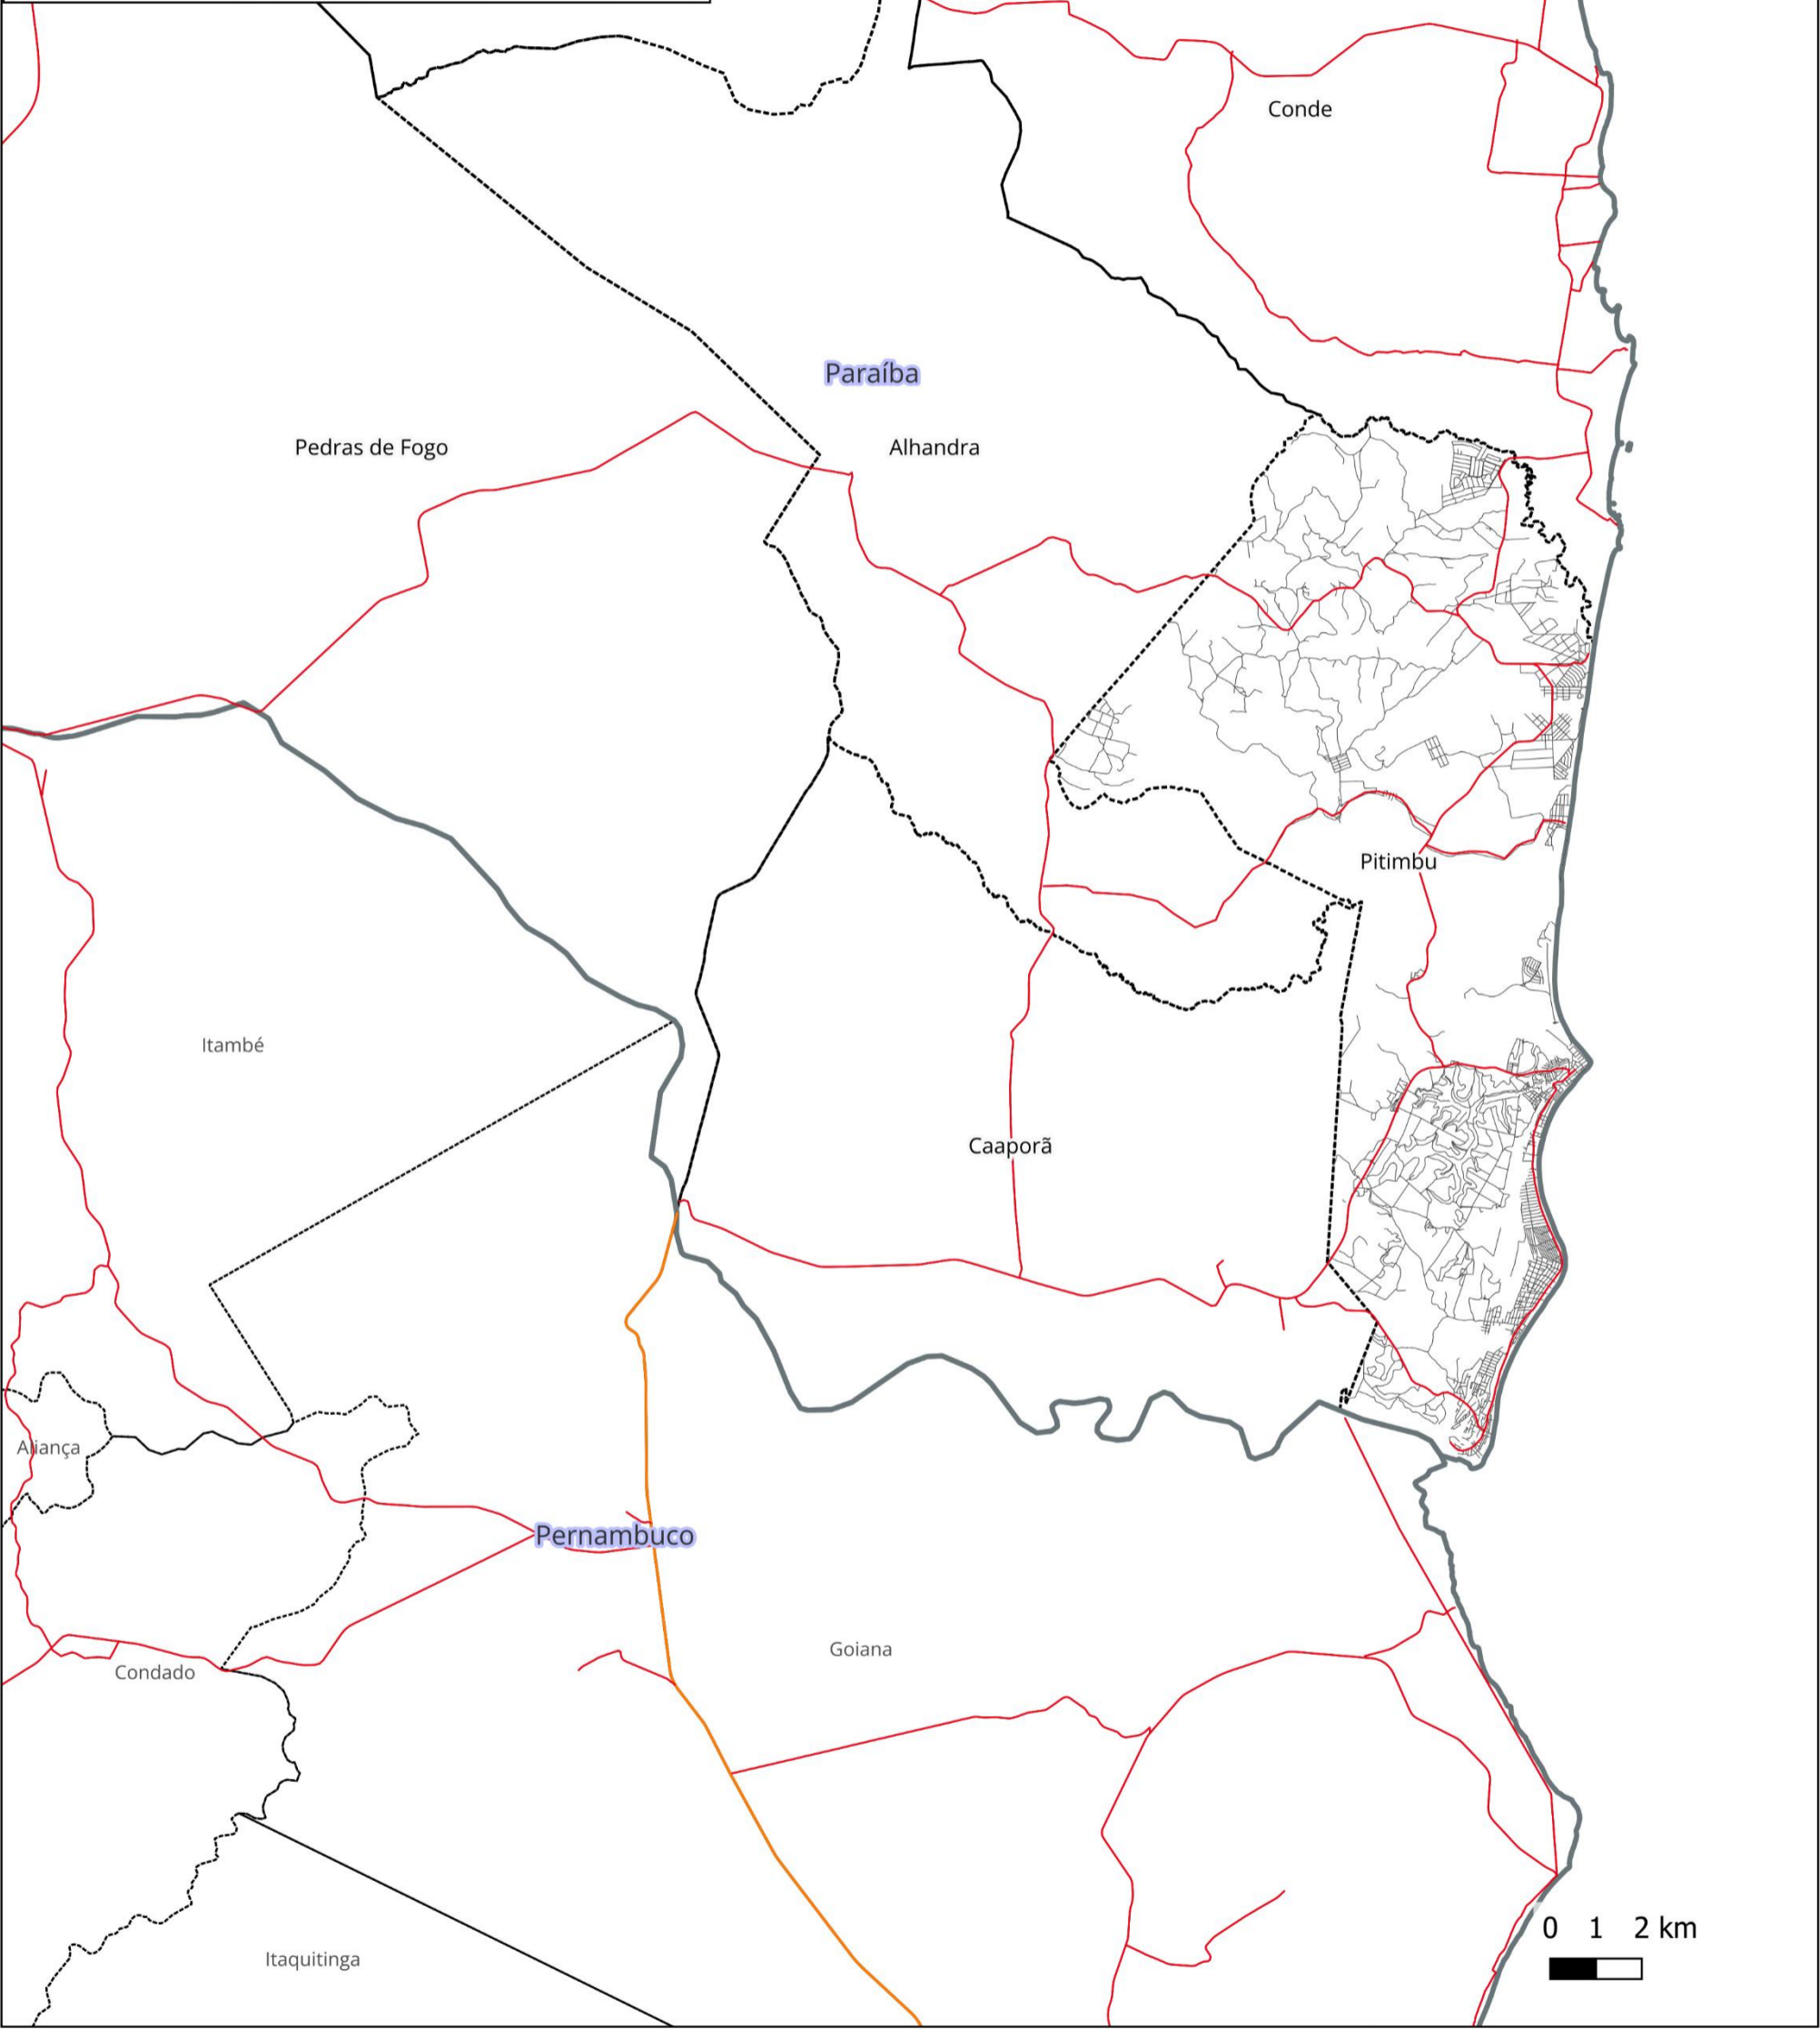 Conde
Paraíba
Pedras de Fogo
Alhandra
Pitimbu
Itambé
Caaporã
Aliança
Pernambuco
Goiana
Condado
0 1 2 km
Itaquitinga